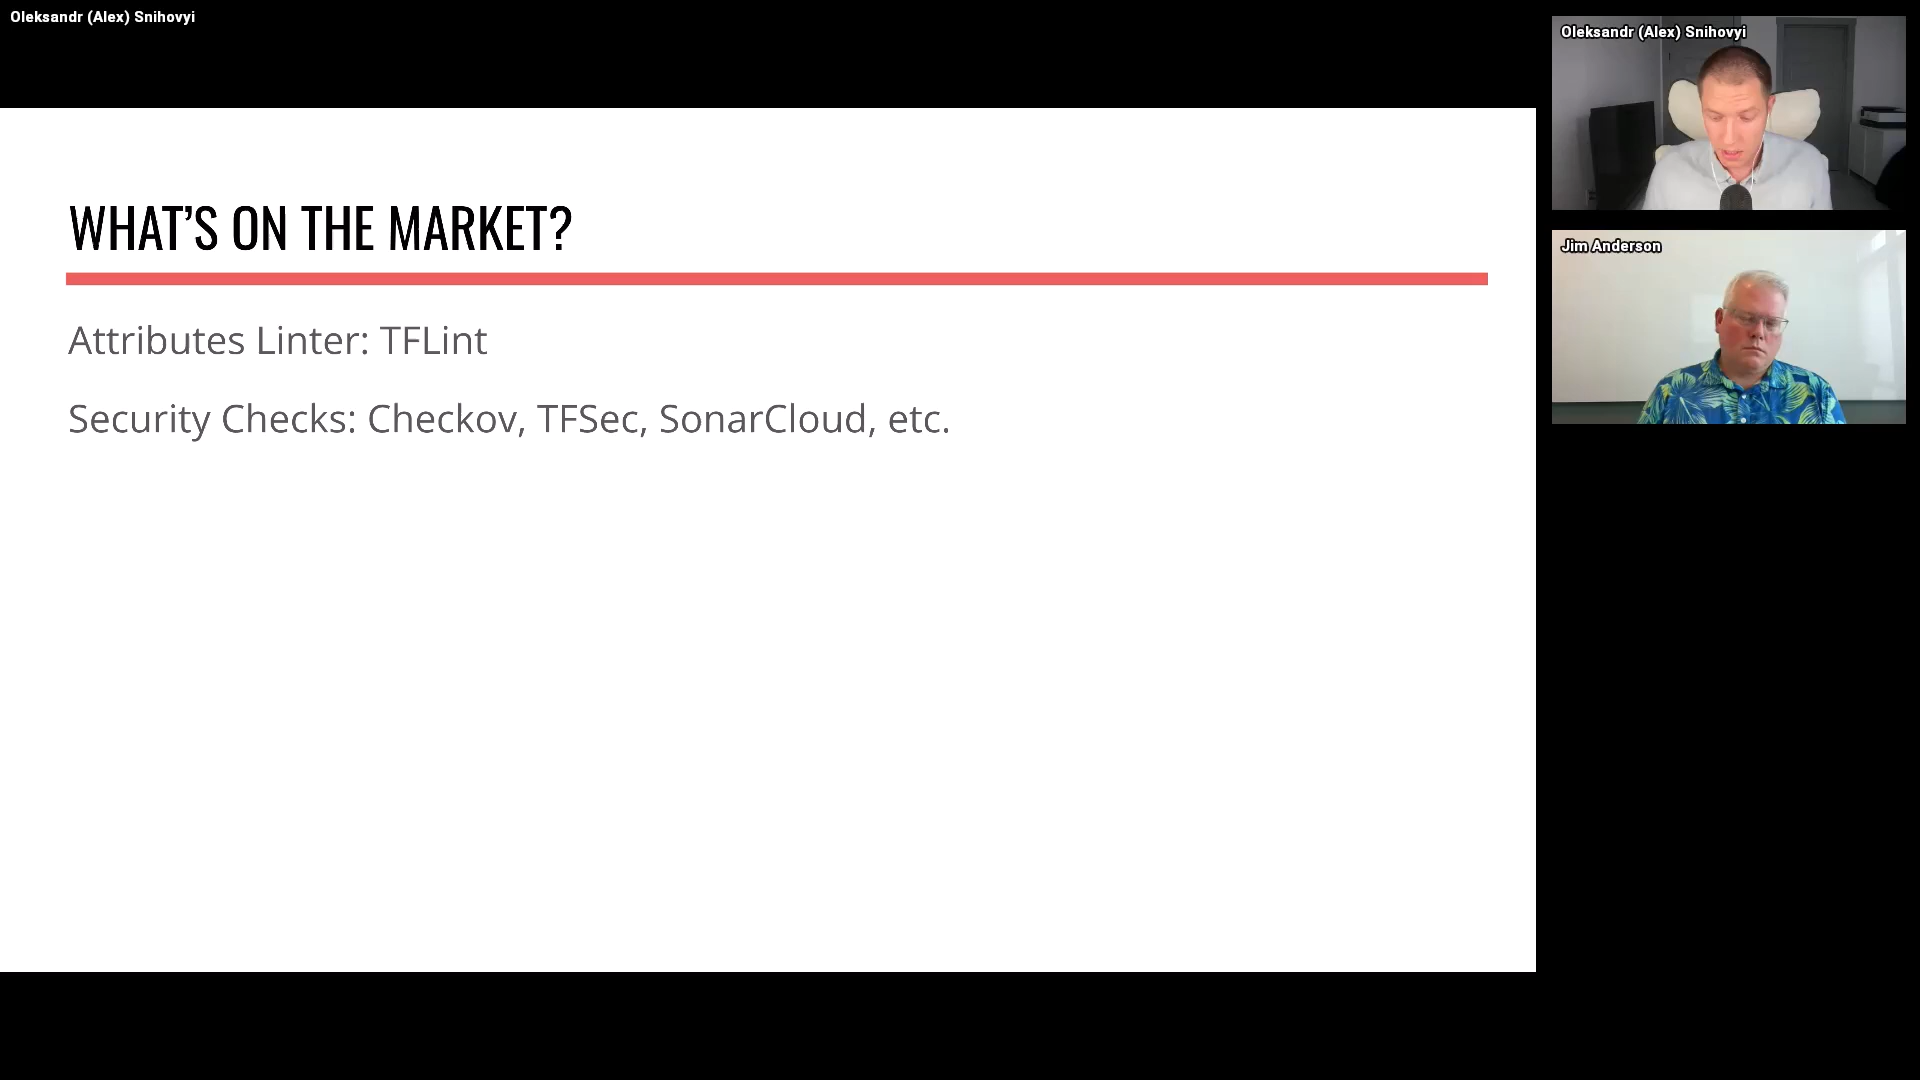 Oleksandr (Alex) Snihovyi
WHAT’S ON THE MARKET?
Attributes Linter: TFLint
Security Checks: Checkov, TFSec, SonarCloud, etc.
Oleksandr (Alex) Snihovyi
Jim Anderson